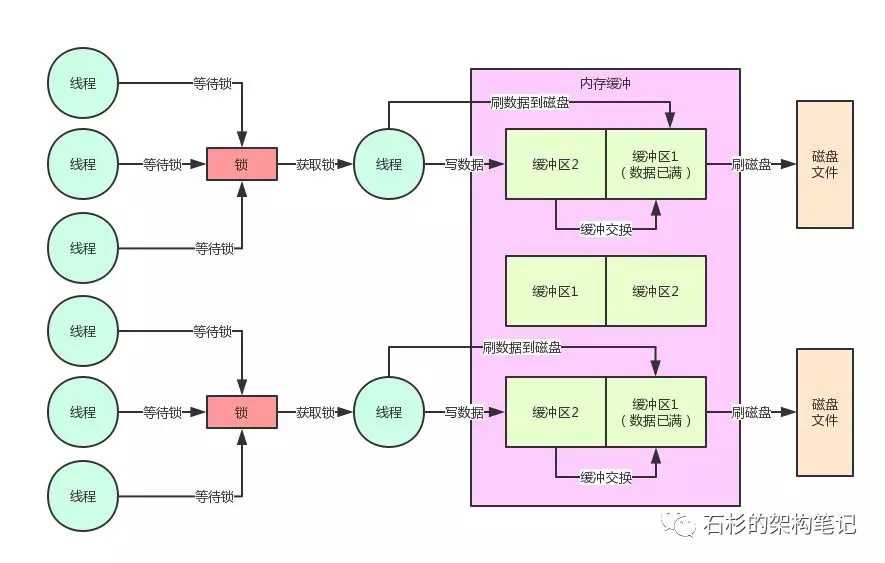 线程
等待锁
内存缓冲
刷数据到磁盘
线程
等待锁
锁
获取锁
线程
写数据
缓冲区2
缓冲区1
（数据已满）
刷磁盘
磁盘
文件
缓冲交换
线程
等待锁
缓冲区1
缓冲区2
线程
等待锁
刷数据到磁盘
线程
等待锁
锁
获取锁
线程
写数据
缓冲区2
缓冲区1
（数据已满）
刷磁盘
磁盘
文件
缓冲交换
线程
等待锁
石杉的架构笔记